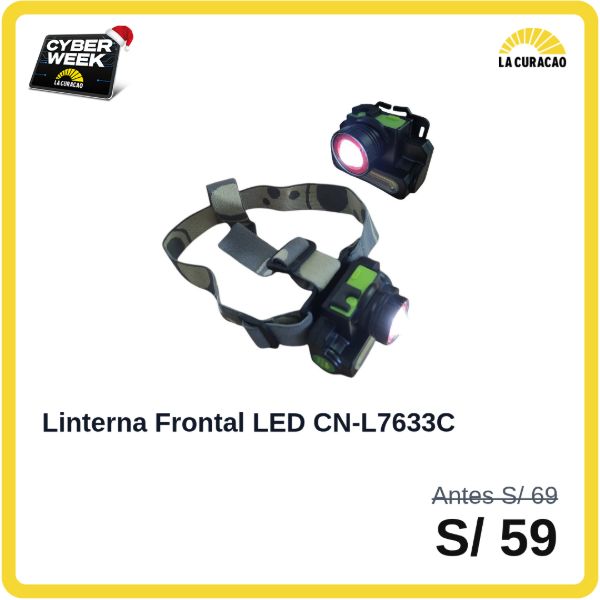 CYBER
WEEK
LA CURACAO
LA CURACAO
Linterna Frontal LED CN-L7633C
Antes S/ 69
S/ 59